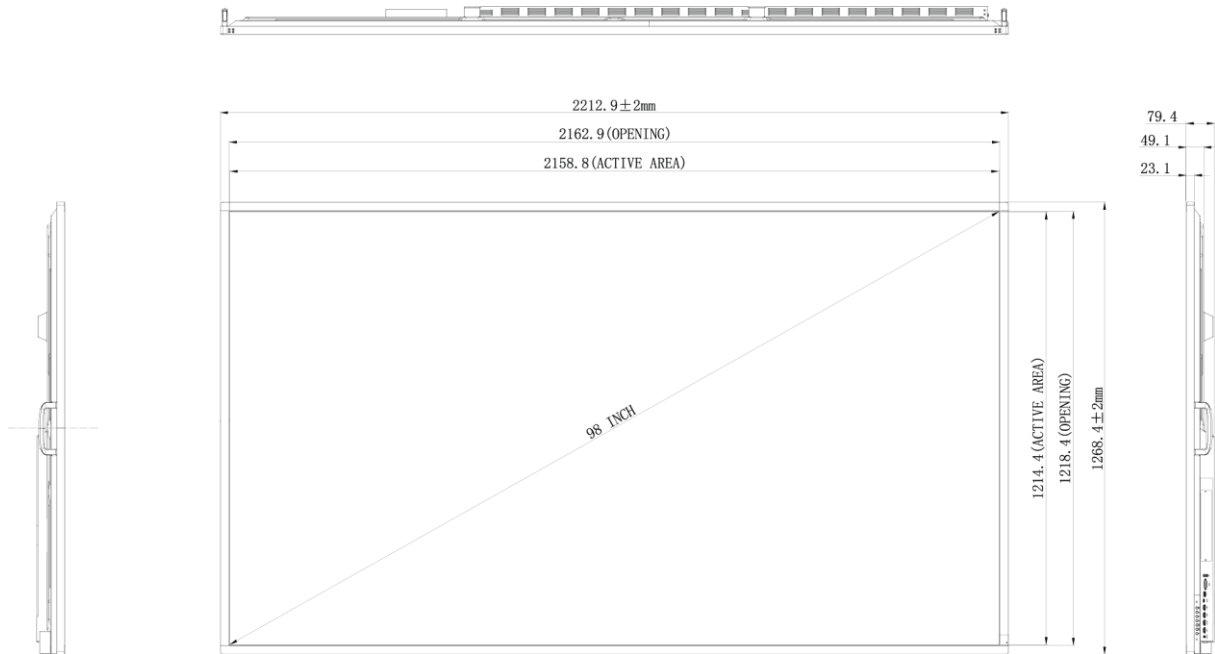 2212.9±2mm
2162.9(OPENING)
2158.8(ACTIVE AREA)
79.4
49.1
23.1
98 INCH
1214.4(ACTIVE AREA)
1218.4(OPENING)
1268.4±2mm